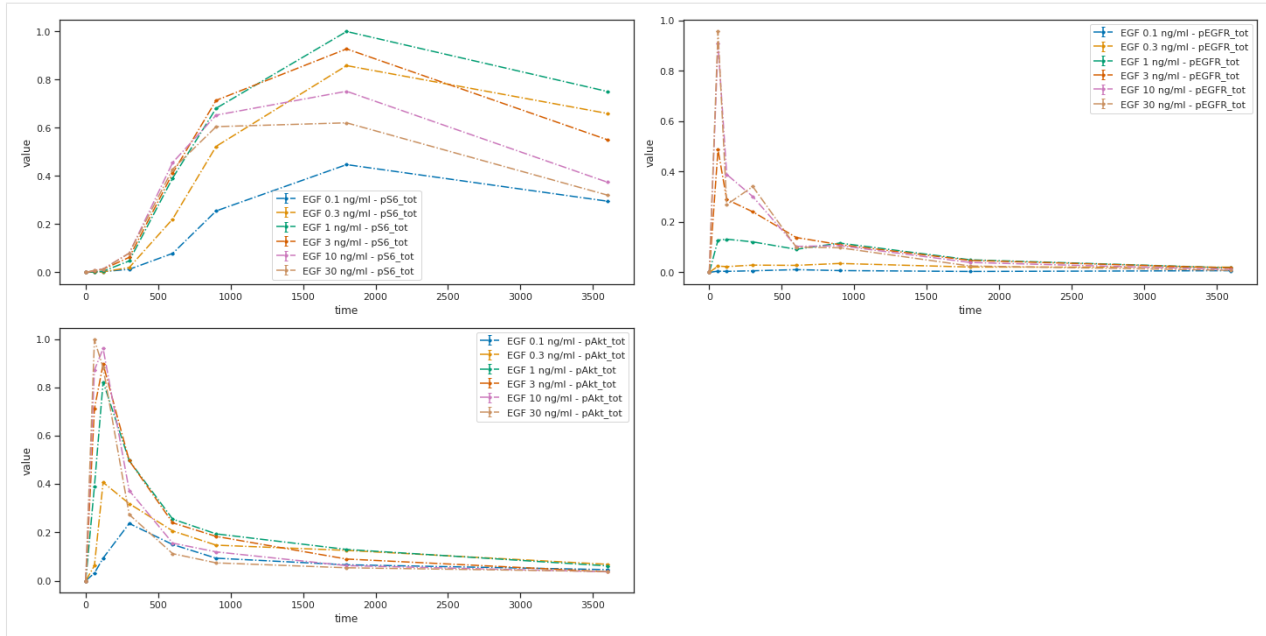 1.0
0.8
0.6
0.4
0.2
0.0
value
EGF 0.1 ng/ml - pS6_tot
EGF 0.3 ng/ml - pS6_tot
EGF 1 ng/ml - pS6_tot
EGF 3 ng/ml - pS6_tot
EGF 10 ng/ml - pS6_tot
EGF 30 ng/ml - pS6_tot
0 500 1000 1500 2000 2500 3000 3500
time
1.0
0.8
0.6
0.4
0.2
0.0
value
EGF 0.1 ng/ml - pEGFR_tot
EGF 0.3 ng/ml - pEGFR_tot
EGF 1 ng/ml - pEGFR_tot
EGF 3 ng/ml - pEGFR_tot
EGF 10 ng/ml - pEGFR_tot
EGF 30 ng/ml - pEGFR_tot
0 500 1000 1500 2000 2500 3000 3500
time
1.0
0.8
0.6
0.4
0.2
0.0
value
EGF 0.1 ng/ml - pAkt_tot
EGF 0.3 ng/ml - pAkt_tot
EGF 1 ng/ml - pAkt_tot
EGF 3 ng/ml - pAkt_tot
EGF 10 ng/ml - pAkt_tot
EGF 30 ng/ml - pAkt_tot
0 500 1000 1500 2000 2500 3000 3500
time